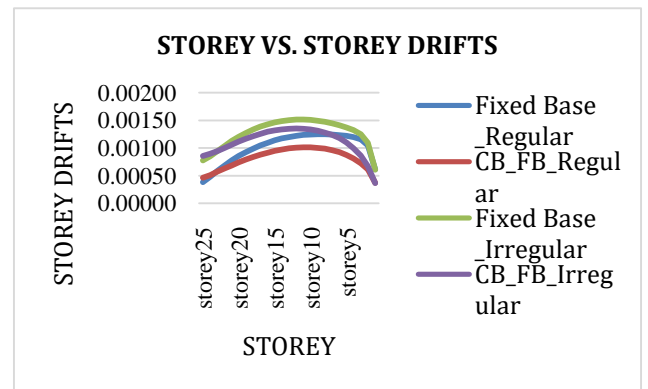 STOREY VS. STOREY DRIFTS
STOREY DRIFTS
0.00200
0.00150
0.00100
0.00050
0.00000
storey25
storey20
storey15
storey10
storey5
STOREY
Fixed Base
_Regular
CB_FB_Regul
ar
Fixed Base
_Irregular
CB_FB_Irreg
ular